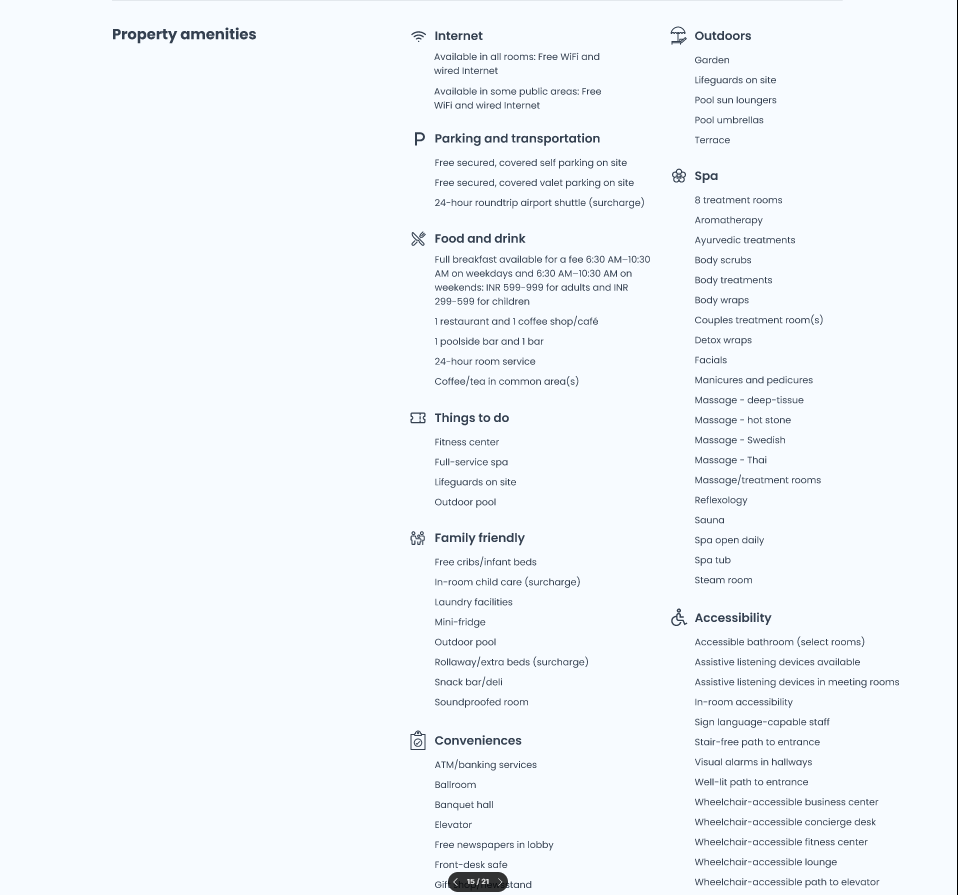 Property amenities
Internet
Available in all rooms: Free WiFi and
wired Internet
Available in some public areas: Free
WiFi and wired Internet
Parking and transportation
Free secured, covered self parking on site
Free secured, covered valet parking on site
24-hour roundtrip airport shuttle (surcharge)
Food and drink
Full breakfast available for a fee 6:30 AM–10:30
AM on weekdays and 6:30 AM–10:30 AM on
weekends: INR 599-999 for adults and INR
299-599 for children
1 restaurant and 1 coffee shop/café
1 poolside bar and 1 bar
24-hour room service
Coffee/tea in common area(s)
Things to do
Fitness center
Full-service spa
Lifeguards on site
Outdoor pool
Family friendly
Free cribs/infant beds
In-room child care (surcharge)
Laundry facilities
Mini-fridge
Outdoor pool
Rollaway/extra beds (surcharge)
Snack bar/deli
Soundproofed room
Conveniences
ATM/banking services
Ballroom
Banquet hall
Elevator
Free newspapers in lobby
Front-desk safe
15 / 21
Outdoors
Garden
Lifeguards on site
Pool sun loungers
Pool umbrellas
Terrace
Spa
8 treatment rooms
Aromatherapy
Ayurvedic treatments
Body scrubs
Body treatments
Body wraps
Couples treatment room(s)
Detox wraps
Facials
Manicures and pedicures
Massage - deep-tissue
Massage - hot stone
Massage - Swedish
Massage - Thai
Massage/treatment rooms
Reflexology
Sauna
Spa open daily
Spa tub
Steam room
Accessibility
Accessible bathroom (select rooms)
Assistive listening devices available
Assistive listening devices in meeting rooms
In-room accessibility
Sign language-capable staff
Stair-free path to entrance
Visual alarms in hallways
Well-lit path to entrance
Wheelchair-accessible business center
Wheelchair-accessible concierge desk
Wheelchair-accessible fitness center
Wheelchair-accessible lounge
Wheelchair-accessible path to elevator